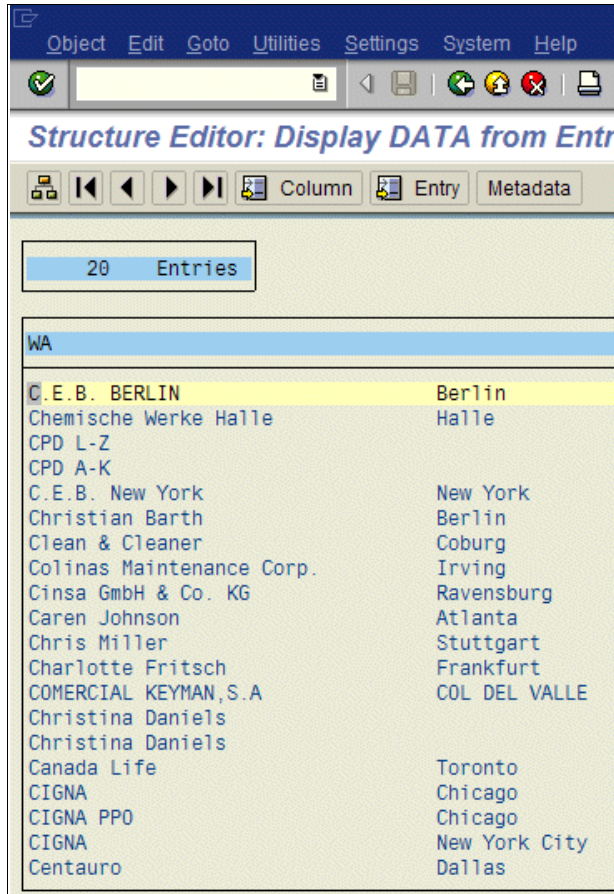 Object Edit Goto Utilities Settings System Help
Structure Editor: Display DATA from Entr
Column Entry Metadata
20 Entries
WA
C.E.B. BERLIN Berlin
Chemische Werke Halle Halle
CPD L-Z
CPD A-K
C.E.B. New York New York
Christian Barth Berlin
Clean & Cleaner Coburg
Colinas Maintenance Corp. Irving
Cinsa GmbH & Co. KG Ravensburg
Caren Johnson Atlanta
Chris Miller Stuttgart
Charlotte Fritsch Frankfurt
COMERCIAL KEYMAN,S.A COL DEL VALLE
Christina Daniels
Christina Daniels
Canada Life Toronto
CIGNA Chicago
CIGNA PPO Chicago
CIGNA New York City
Centauro Dallas